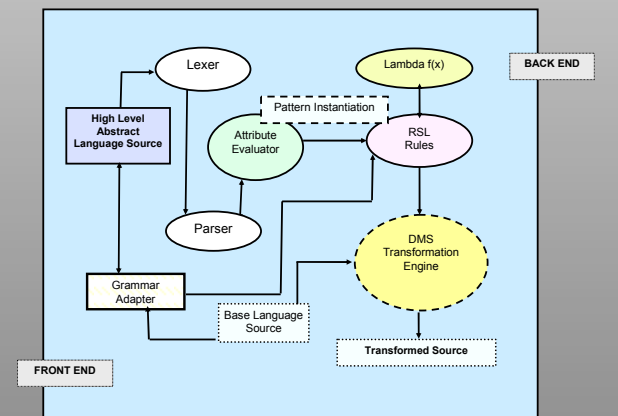 Lexer
Lambda f(x)
BACK END
High Level
Abstract
Language Source
Pattern Instantiation
Attribute
Evaluator
RSL
Rules
Parser
DMS
Transformation
Engine
Grammar
Adapter
Base Language
Source
Transformed Source
FRONT END